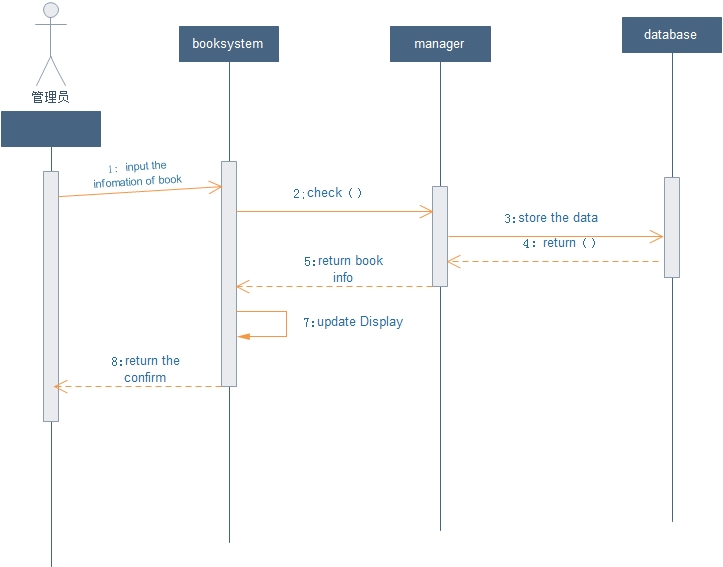 booksystem
manager
database
管理员
1： input the
infomation of book
2;check（）
3:store the data
4：return（）
5:return book
info
7:update Display
8:return the
confirm